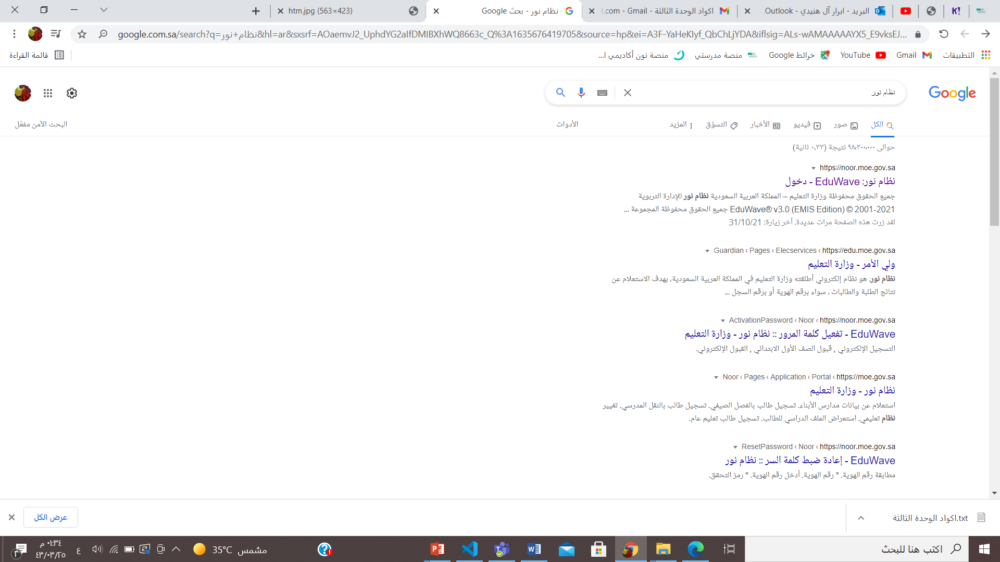 htm.jpg (563×423)
نظام نور - بحث Google
اكواد الوحدة الثالثة - Gmail - il.com
البريد - ابرار آل هنيدي - Outlook
google.com.sa/search?q=نظام+نور&hl=ar&sxsrf=AOaemvJ2_UphdYG2aIfDMIBXhWQ8663c_Q%3A1635676419705&source=hp&ei=A3F-YaHeKIyf_QbChLjYDA&iflsig=ALs-wAMAAAAAYX5_E9vksEJ...
التطبيقات
Gmail
YouTube
خرائط Google
منصة مدرستي
منصة نون أكاديمي ا...
قائمة القراءة
Google
نظام نور
الكل
صور
فيديو
الأخبار
التسوّق
المزيد
الأدوات
البحث الآمن مفعّل
حوالى ٩٨،٣٠٠،٠٠٠ نتيجة (٠,٣٣ ثانية)
https://noor.moe.gov.sa
نظام نور: EduWave - دخول
جميع الحقوق محفوظة وزارة التعليم – المملكة العربية السعودية نظام نور للإدارة التربوية
EduWave® v3.0 (EMIS Edition) © 2001-2021 جميع الحقوق محفوظة المجموعة ...
لقد زرت هذه الصفحة مرات عديدة. آخر زيارة: 31/10/21
https://edu.moe.gov.sa › Elecservices › Pages › Guardian
ولي الأمر - وزارة التعليم
نظام نور. هو نظام إلكتروني أطلقته وزارة التعليم في المملكة العربية السعودية، بهدف الاستعلام عن
نتائج الطلبة والطالبات ، سواء برقم الهوية أو برقم السجل ...
https://noor.moe.gov.sa › Noor › ActivationPassword
EduWave - تفعيل كلمة المرور :: نظام نور - وزارة التعليم
التسجيل الإلكتروني , قبول الصف الأول الابتدائي , القبول الإلكتروني.
https://moe.gov.sa › Portal › Application › Pages › Noor
نظام نور - وزارة التعليم
استعلام عن بيانات مدارس الأبناء. تسجيل طالب بالفصل الصيفي. تسجيل طالب بالنقل المدرسي. تغيير
نظام تعليمي. استعراض الملف الدراسي للطالب. تسجيل طالب تعليم عام.
https://noor.moe.gov.sa › Noor › ResetPassword
EduWave - إعادة ضبط كلمة السر :: نظام نور
مطابقة رقم الهوية. * رقم الهوية. أدخل رقم الهوية. * رمز التحقق.
اكواد الوحدة الثالثة.txt
عرض الكل
اكتب هنا للبحث
35°C مشمس
ع
٠١:٣٤ م
٤٣/٠٣/٢٥